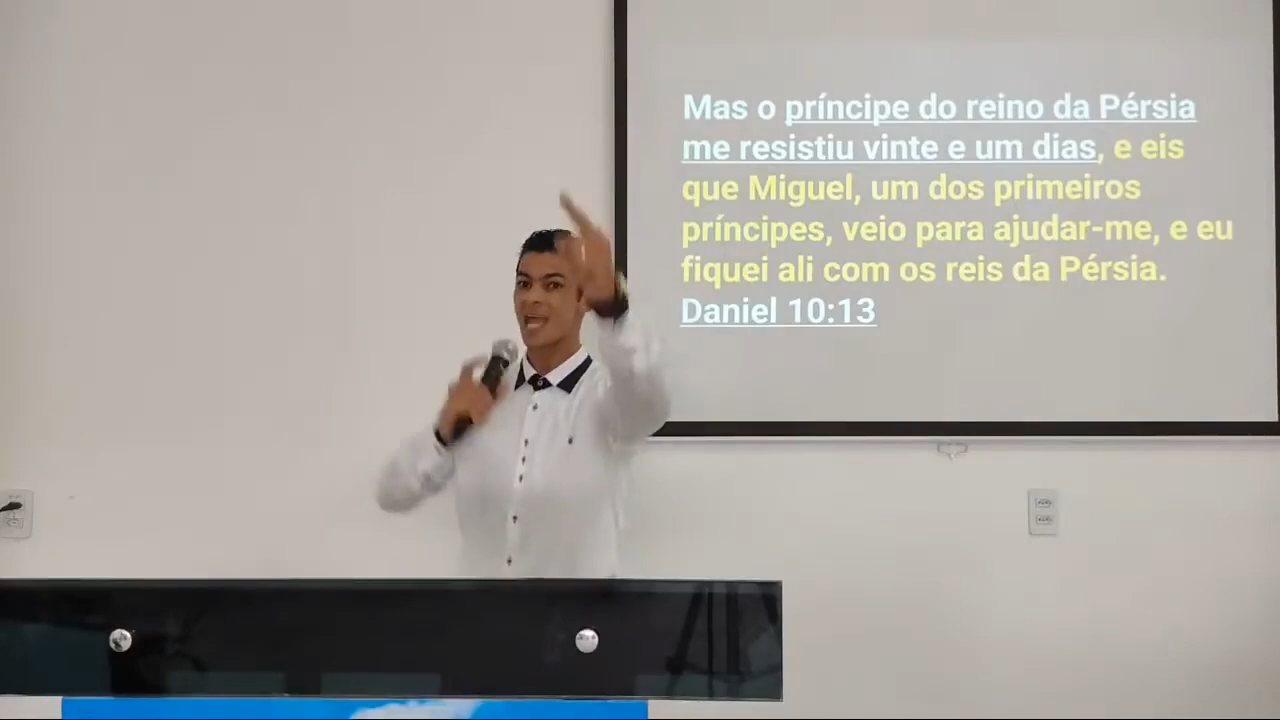 Mas o príncipe do reino da Pérsia
me resistiu vinte e um dias, e eis
que Miguel, um dos primeiros
príncipes, veio para ajudar-me, e eu
fiquei ali com os reis da Pérsia.
Daniel 10:13